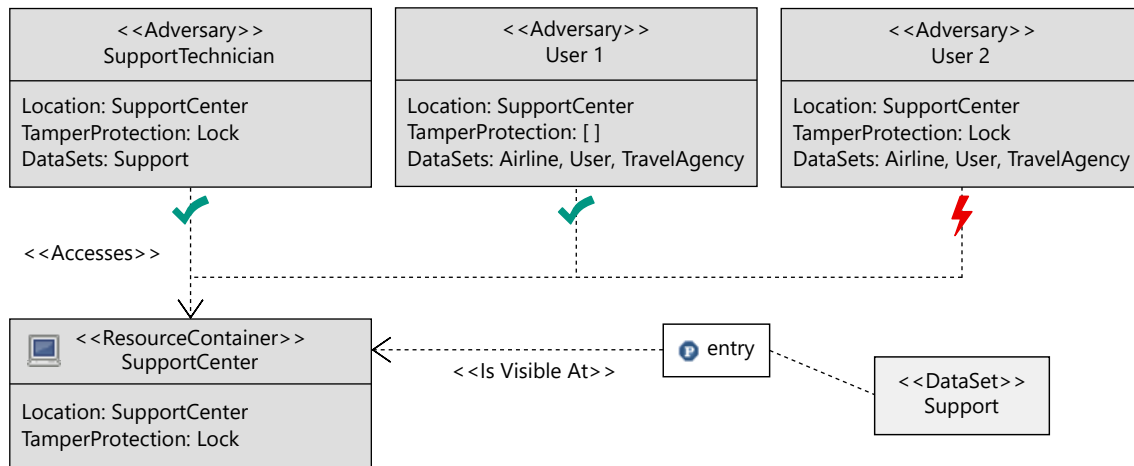 <<Adversary>>
SupportTechnician
Location: SupportCenter
TamperProtection: Lock
DataSets: Support
<<Adversary>>
User 1
Location: SupportCenter
TamperProtection: [ ]
DataSets: Airline, User, TravelAgency
<<Adversary>>
User 2
Location: SupportCenter
TamperProtection: Lock
DataSets: Airline, User, TravelAgency
<<Accesses>>
<<ResourceContainer>>
SupportCenter
Location: SupportCenter
TamperProtection: Lock
<<Is Visible At>>
P entry
<<DataSet>>
Support